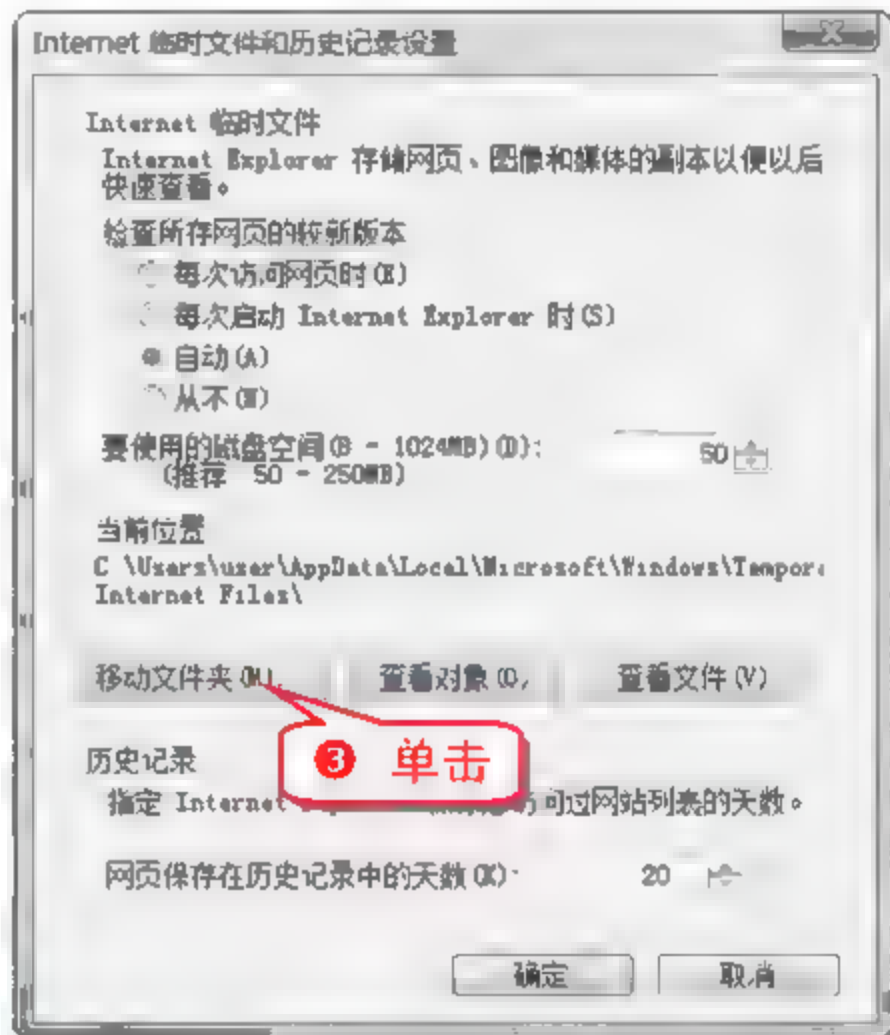 Internet 临时文件和历史记录设置
Internet 临时文件
Internet Explorer 存储网页、图像和媒体的副本以便以后
快速查看。
检查所存网页的较新版本
每次访问网页时(E)
每次启动 Internet Explorer 时(S)
自动(A)
从不(N)
要使用的磁盘空间(8 - 1024MB)(D): 50
(推荐 50 - 250MB)
当前位置
C \Users\user\AppData\Local\Microsoft\Windows\Tempora
Internet Files\
移动文件夹(M) 查看对象(O) 查看文件(V)
❸ 单击
历史记录
指定 Internet 访问过网站列表的天数。
网页保存在历史记录中的天数(K): 20
确定 取消